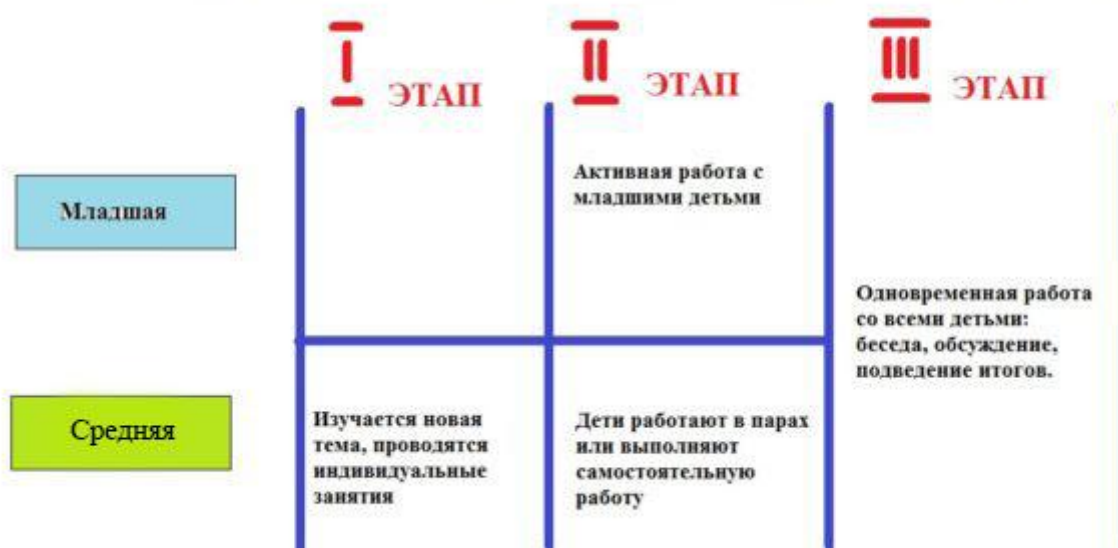 I ЭТАП
II ЭТАП
III ЭТАП
Младшая
Активная работа с
младшими детьми
Одновременная работа
со всеми детьми:
беседа, обсуждение,
подведение итогов.
Средняя
Изучается новая
тема, проводятся
индивидуальные
занятия
Дети работают в парах
или выполняют
самостоятельную
работу